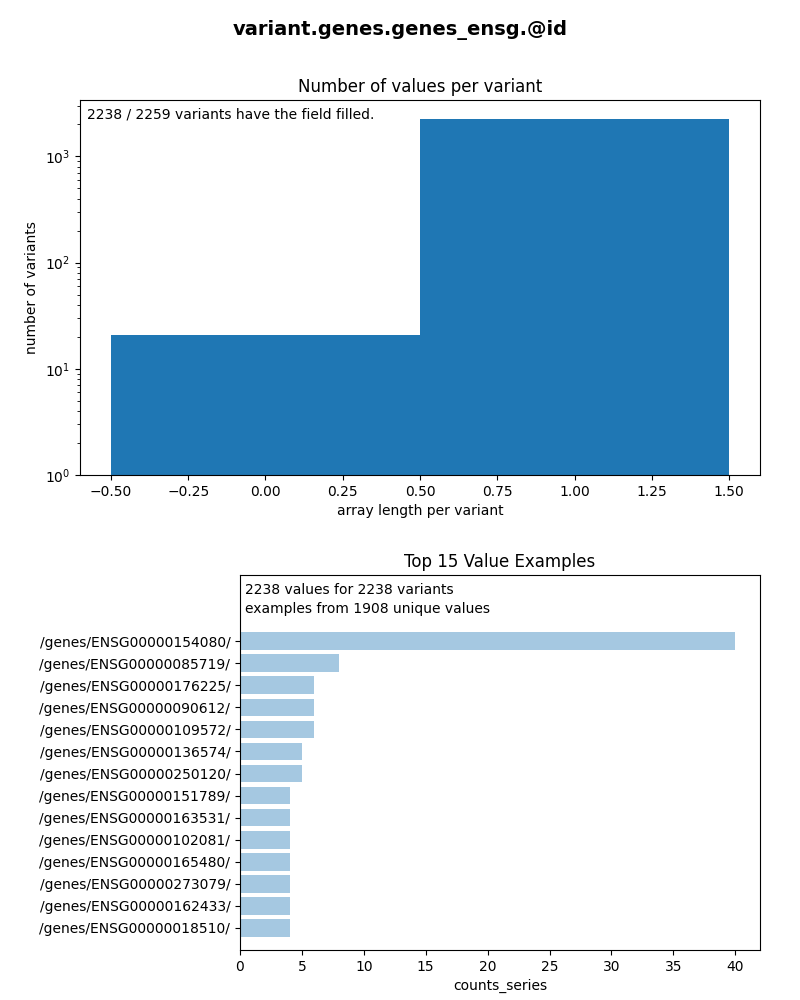 variant.genes.genes_ensg.@id
Number of values per variant
2238 / 2259 variants have the field filled.
number of variants
10³
10²
10¹
10⁰
−0.50 −0.25 0.00 0.25 0.50 0.75 1.00 1.25 1.50
array length per variant
Top 15 Value Examples
2238 values for 2238 variants
examples from 1908 unique values
/genes/ENSG00000154080/
/genes/ENSG00000085719/
/genes/ENSG00000176225/
/genes/ENSG00000090612/
/genes/ENSG00000109572/
/genes/ENSG00000136574/
/genes/ENSG00000250120/
/genes/ENSG00000151789/
/genes/ENSG00000163531/
/genes/ENSG00000102081/
/genes/ENSG00000165480/
/genes/ENSG00000273079/
/genes/ENSG00000162433/
/genes/ENSG00000018510/
0 5 10 15 20 25 30 35 40
counts_series